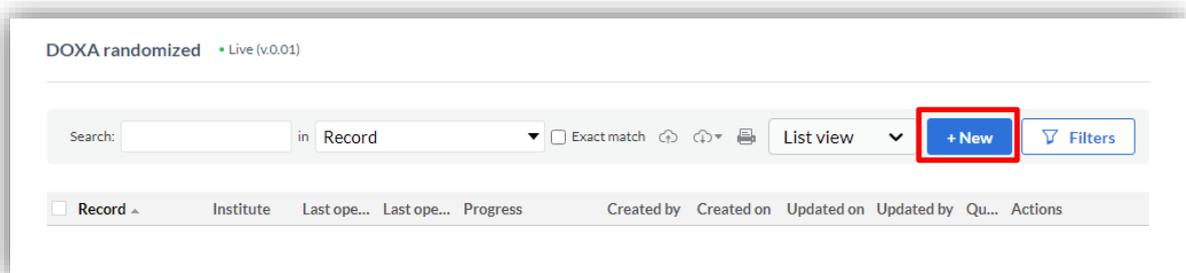 DOXA randomized • Live (v.0.01)
Search: in Record Exact match List view + New Filters
Record Institute Last ope... Last ope... Progress Created by Created on Updated on Updated by Qu... Actions